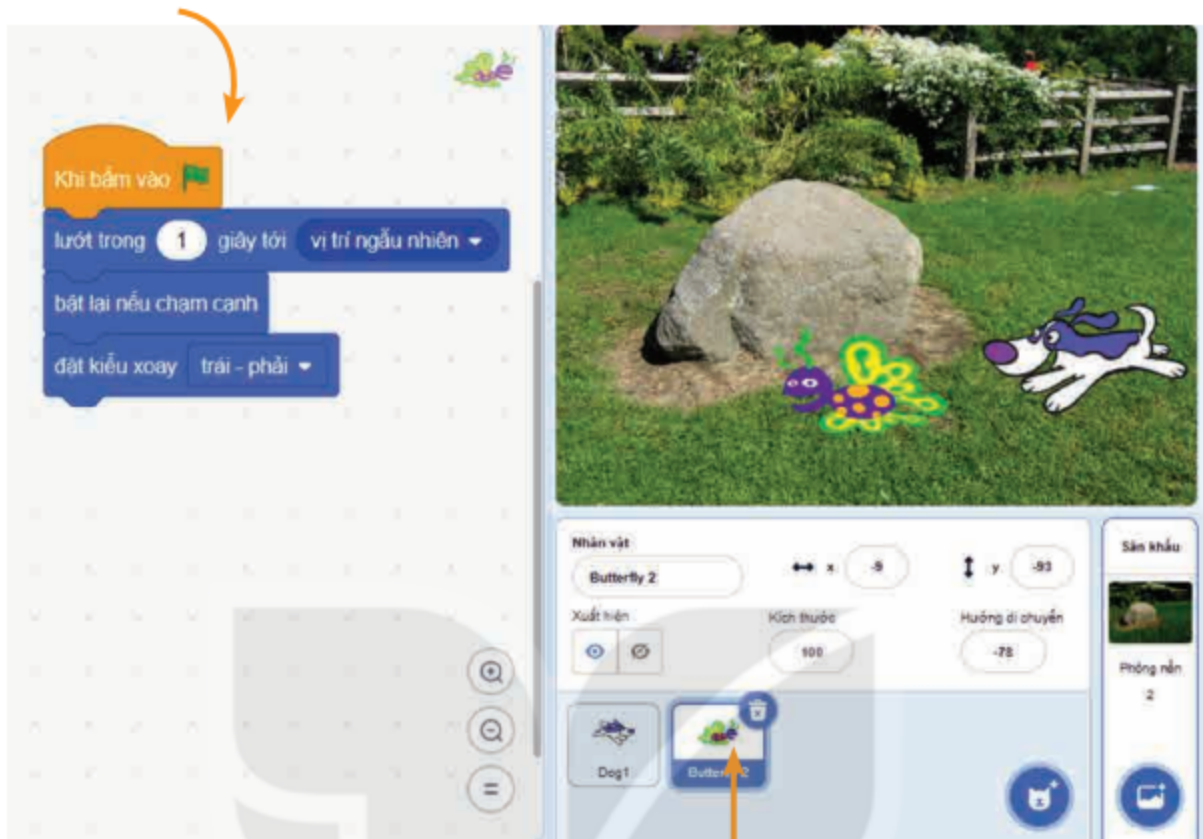 Khi bấm vào
lướt trong 1 giây tới vị trí ngẫu nhiên
bật lại nếu chạm cạnh
đặt kiểu xoay trái - phải
Nhân vật
Butterfly 2
x -9
y -93
Xuất hiện
Kích thước
100
Hướng di chuyển
-78
Dog1
Butterfly 2
Sân khấu
Phông nền
2